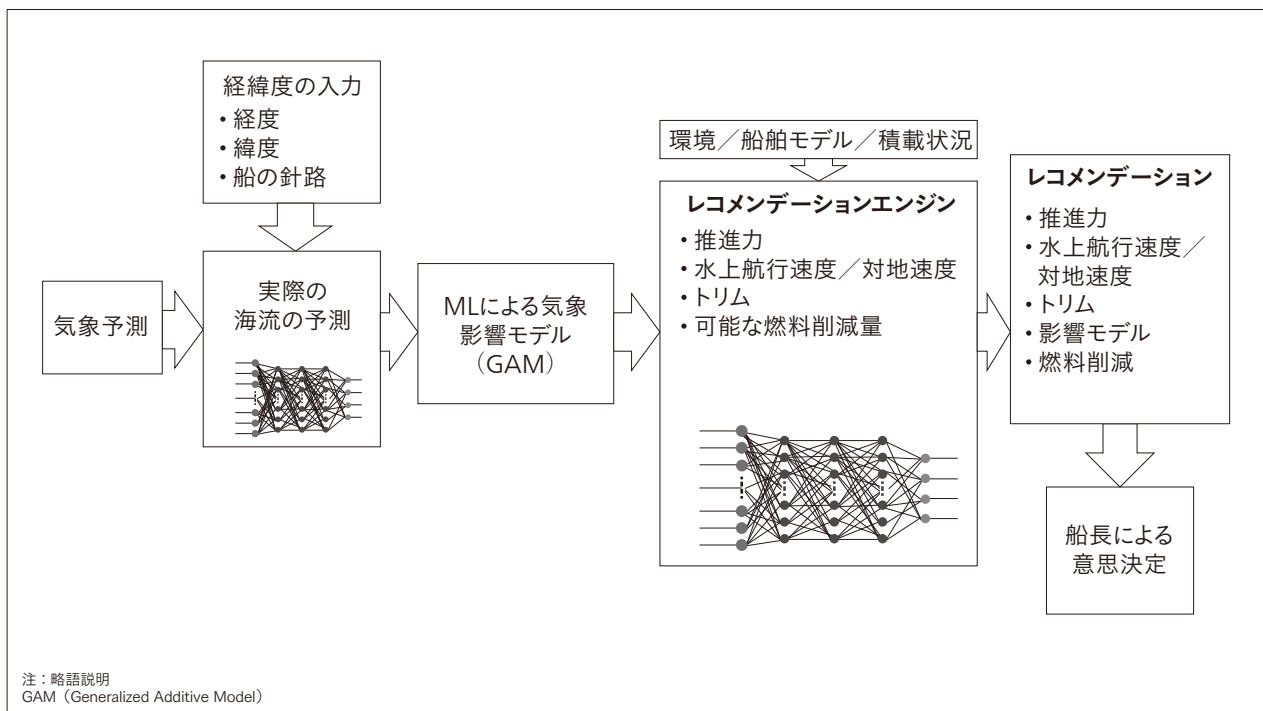 経緯度の入力
・経度
・緯度
・船の針路
気象予測
実際の
海流の予測
MLによる気象
影響モデル
（GAM）
環境／船舶モデル／積載状況
レコメンデーションエンジン
・推進力
・水上航行速度／対地速度
・トリム
・可能な燃料削減量
レコメンデーション
・推進力
・水上航行速度／
対地速度
・トリム
・影響モデル
・燃料削減
船長による
意思決定
注：略語説明
GAM（Generalized Additive Model）